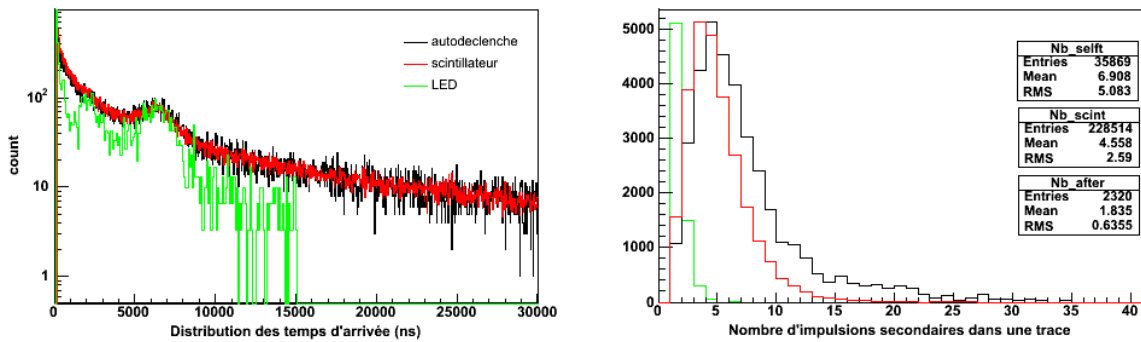 autodeclenche
scintillateur
LED
count
10²
10
1
0
5000
10000
15000
20000
25000
30000
Distribution des temps d'arrivée (ns)
5000
4000
3000
2000
1000
0
0 5 10 15 20 25 30 35 40
Nombre d'impulsions secondaires dans une trace
Nb_selft
Entries 35869
Mean 6.908
RMS 5.083
Nb_scint
Entries 228514
Mean 4.558
RMS 2.59
Nb_after
Entries 2320
Mean 1.835
RMS 0.6355